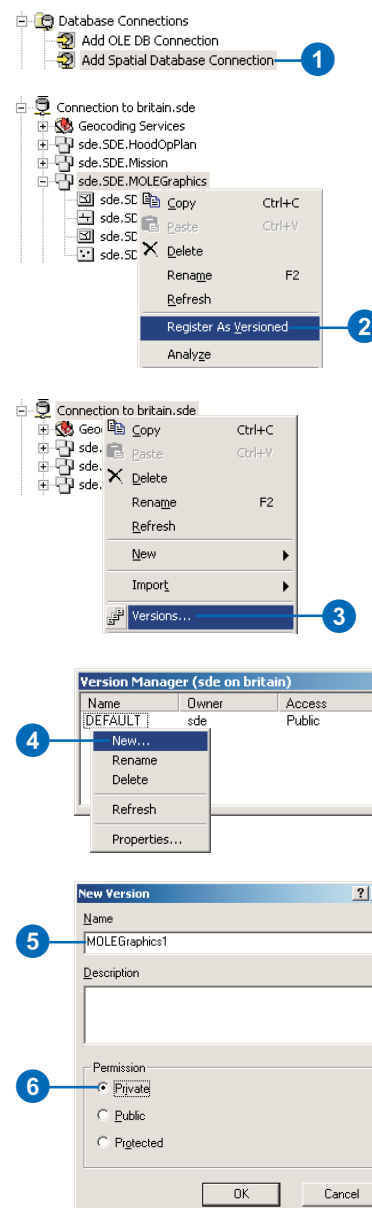 Database Connections
Add OLE DB Connection
Add Spatial Database Connection 1
Connection to britain.sde
Geocoding Services
sde.SDE.HoodOpPlan
sde.SDE.Mission
sde.SDE.MOLEGraphics
sde.SD Copy Ctrl+C
sde.SD Paste Ctrl+V
sde.SD Delete
sde.SD Rename F2
Refresh
Register As Versioned 2
Analyze
Connection to britain.sde
Geo Copy Ctrl+C
sde. Paste Ctrl+V
sde. Delete
sde. Rename F2
Refresh
New
Import
Versions... 3
Version Manager (sde on britain)
Name Owner Access
DEFAULT sde Public
4 New...
Rename
Delete
Refresh
Properties...
New Version ?
Name
5 MOLEGraphics1
Description
Permission
6 Private
Public
Protected
OK Cancel